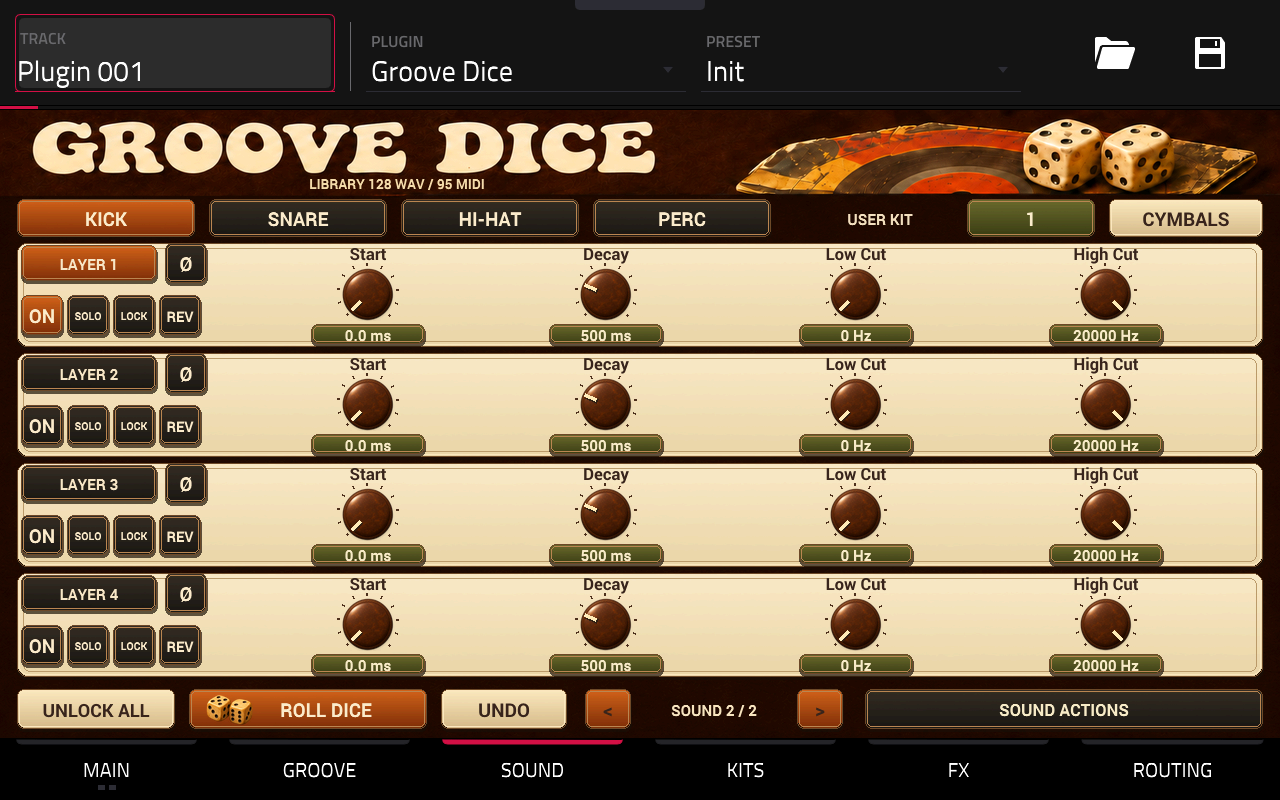 TRACK
Plugin 001
PLUGIN
Groove Dice
PRESET
Init
GROOVE DICE
LIBRARY 128 WAV / 95 MIDI
KICK
SNARE
HI-HAT
PERC
USER KIT
1
CYMBALS
LAYER 1
Ø
ON
SOLO
LOCK
REV
Start
0.0 ms
Decay
500 ms
Low Cut
0 Hz
High Cut
20000 Hz
LAYER 2
Ø
ON
SOLO
LOCK
REV
Start
0.0 ms
Decay
500 ms
Low Cut
0 Hz
High Cut
20000 Hz
LAYER 3
Ø
ON
SOLO
LOCK
REV
Start
0.0 ms
Decay
500 ms
Low Cut
0 Hz
High Cut
20000 Hz
LAYER 4
Ø
ON
SOLO
LOCK
REV
Start
0.0 ms
Decay
500 ms
Low Cut
0 Hz
High Cut
20000 Hz
UNLOCK ALL
ROLL DICE
UNDO
<
SOUND 2 / 2
>
SOUND ACTIONS
MAIN
GROOVE
SOUND
KITS
FX
ROUTING